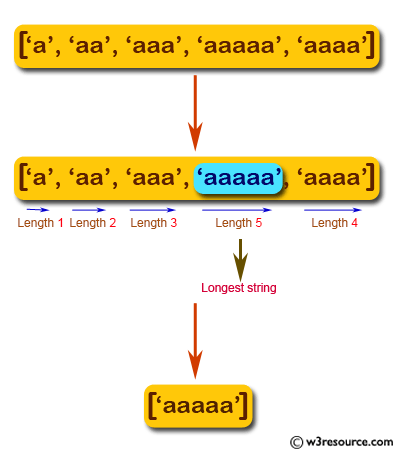 [‘a’, ‘aa’, ‘aaa’, ‘aaaaa’, ‘aaaa’]
[‘a’, ‘aa’, ‘aaa’, ‘aaaaa’, ‘aaaa’]
Length 1 Length 2 Length 3 Length 5 Length 4
Longest string
[‘aaaaa’]
© w3resource.com